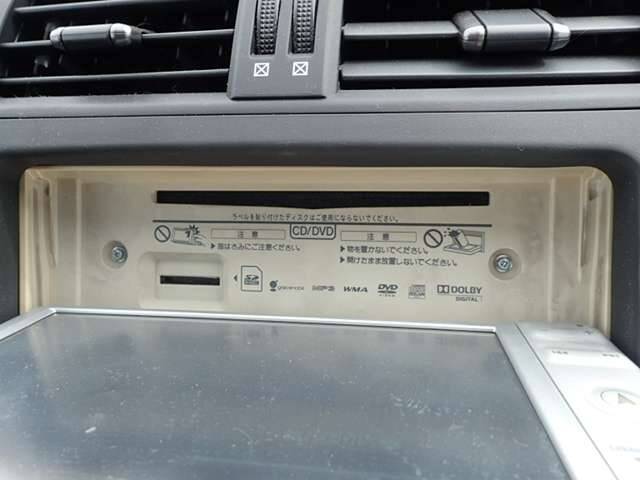 ラベルを貼り付けたディスクはご使用にならないでください。
注意 CD/DVD 注意
▶指はさみにご注意ください。
▶物を置かないでください。
▶開けたまま放置しないでください。
SD gracenote MP3 WMA DVD VIDEO DOLBY DIGITAL